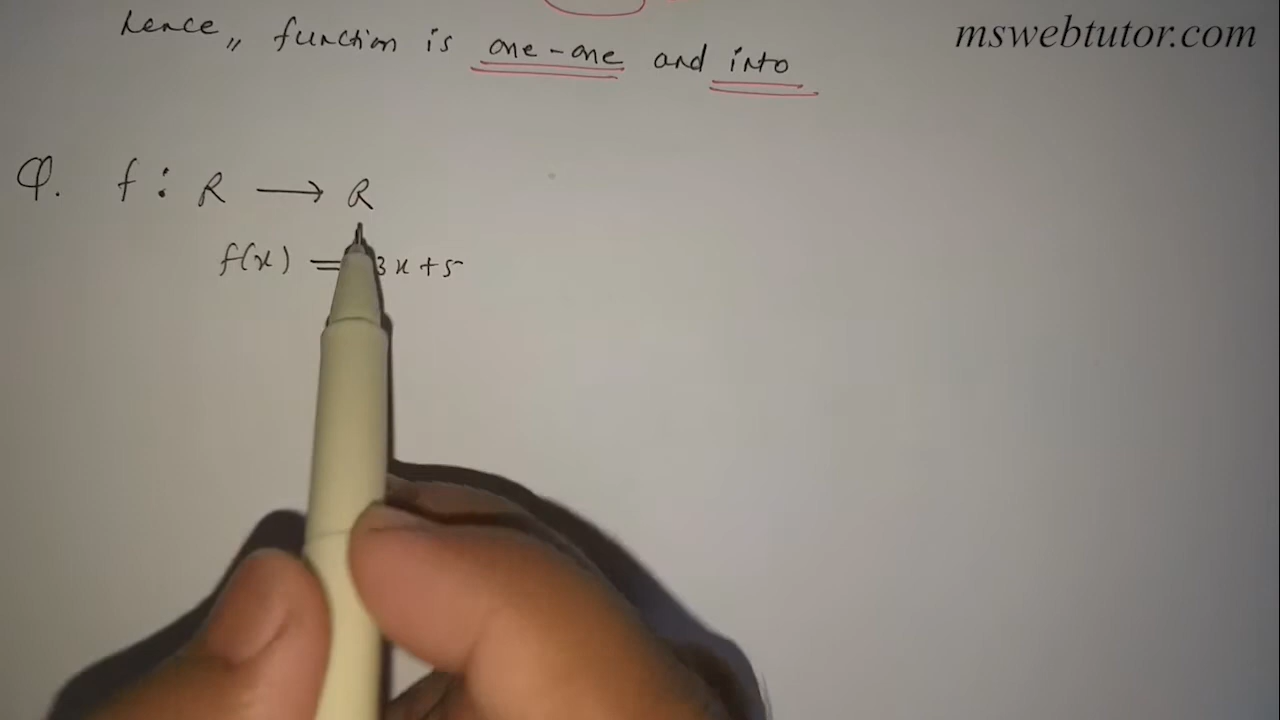 hence,, function is one-one and into
mswebtutor.com
Q. f : R → R
f(x) = 3x+5